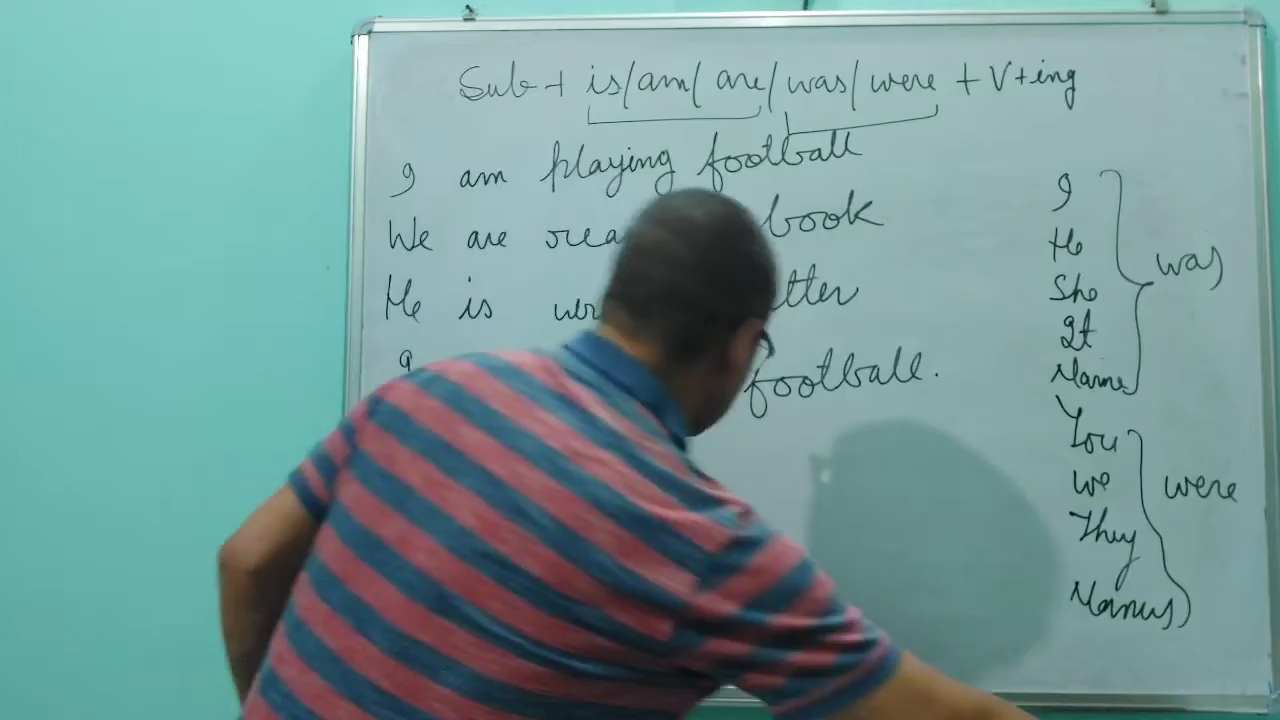 Sub + is/am/are/was/were + V+ing
I am playing football
We are book
He is
I football.
I
He
She
It
Name
was
You
we
They
Names
were